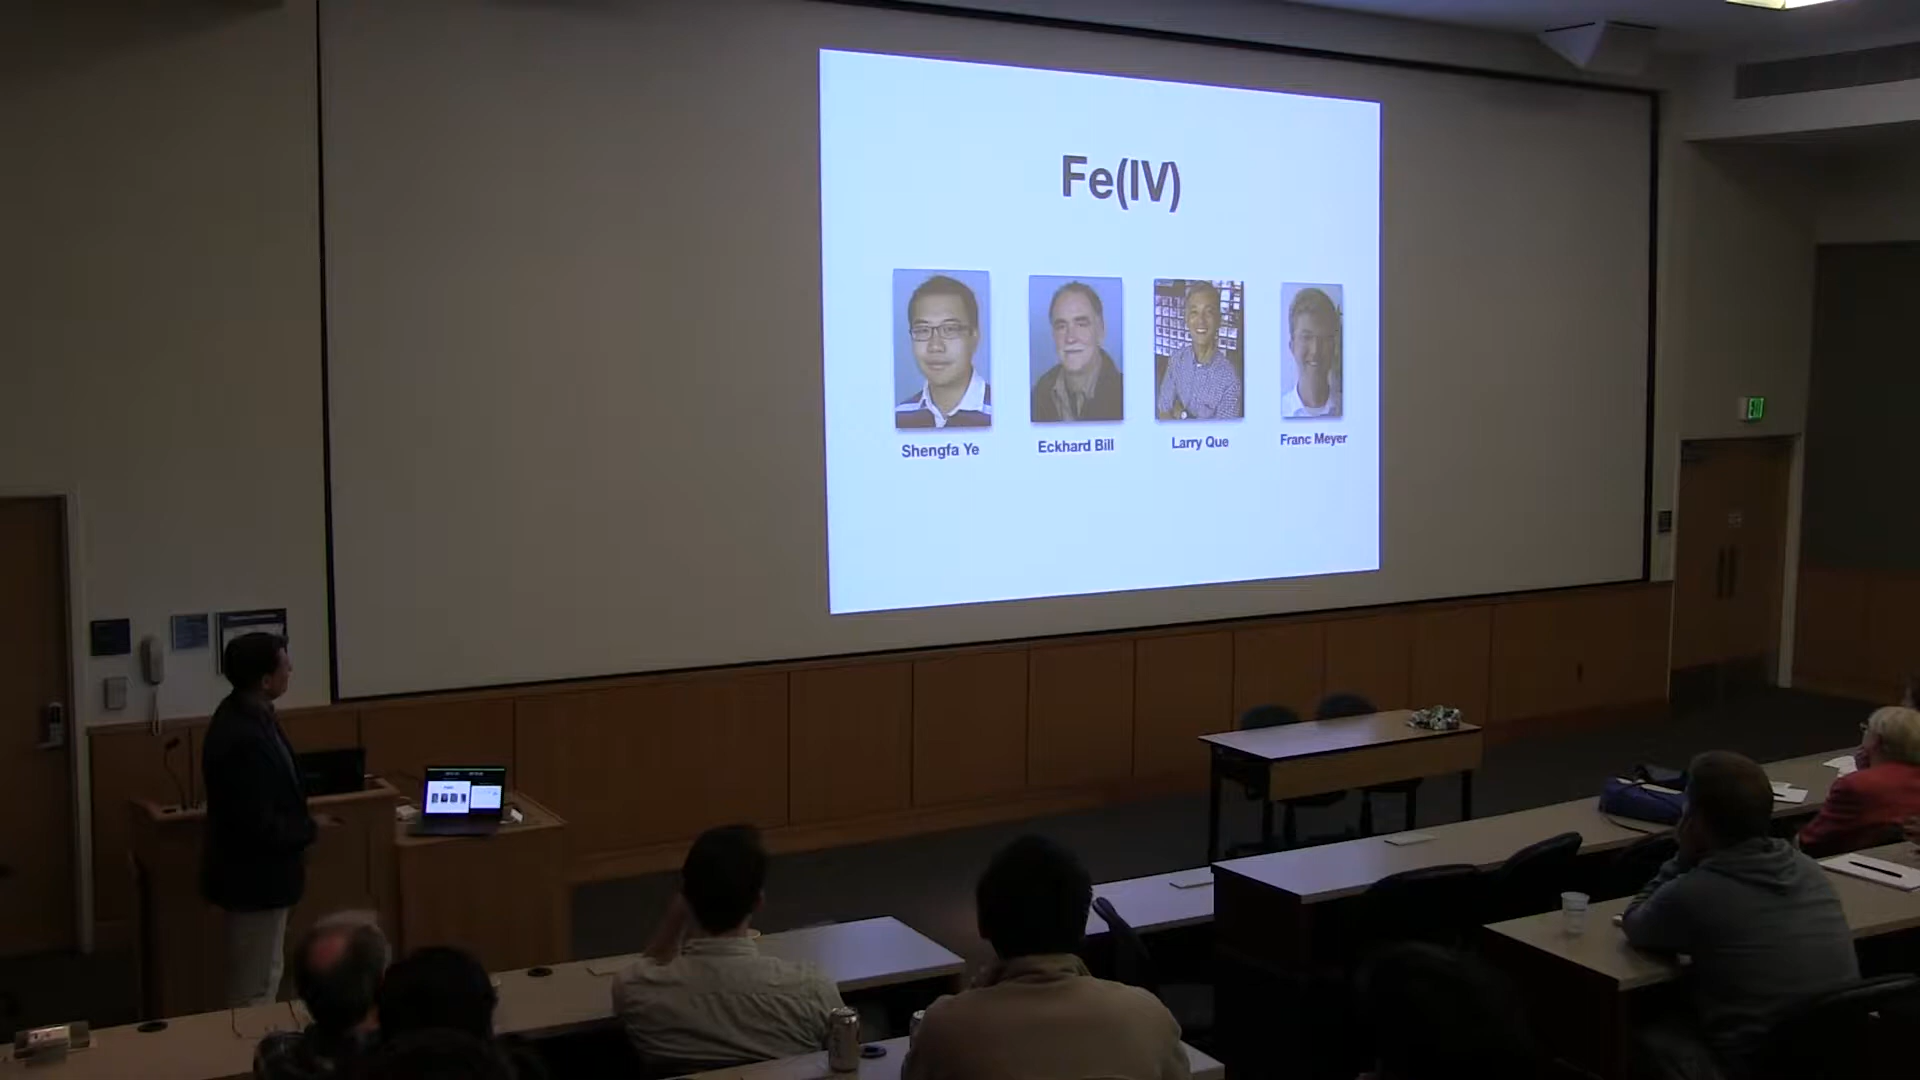 Fe(IV)
Shengfa Ye
Eckhard Bill
Larry Que
Franc Meyer